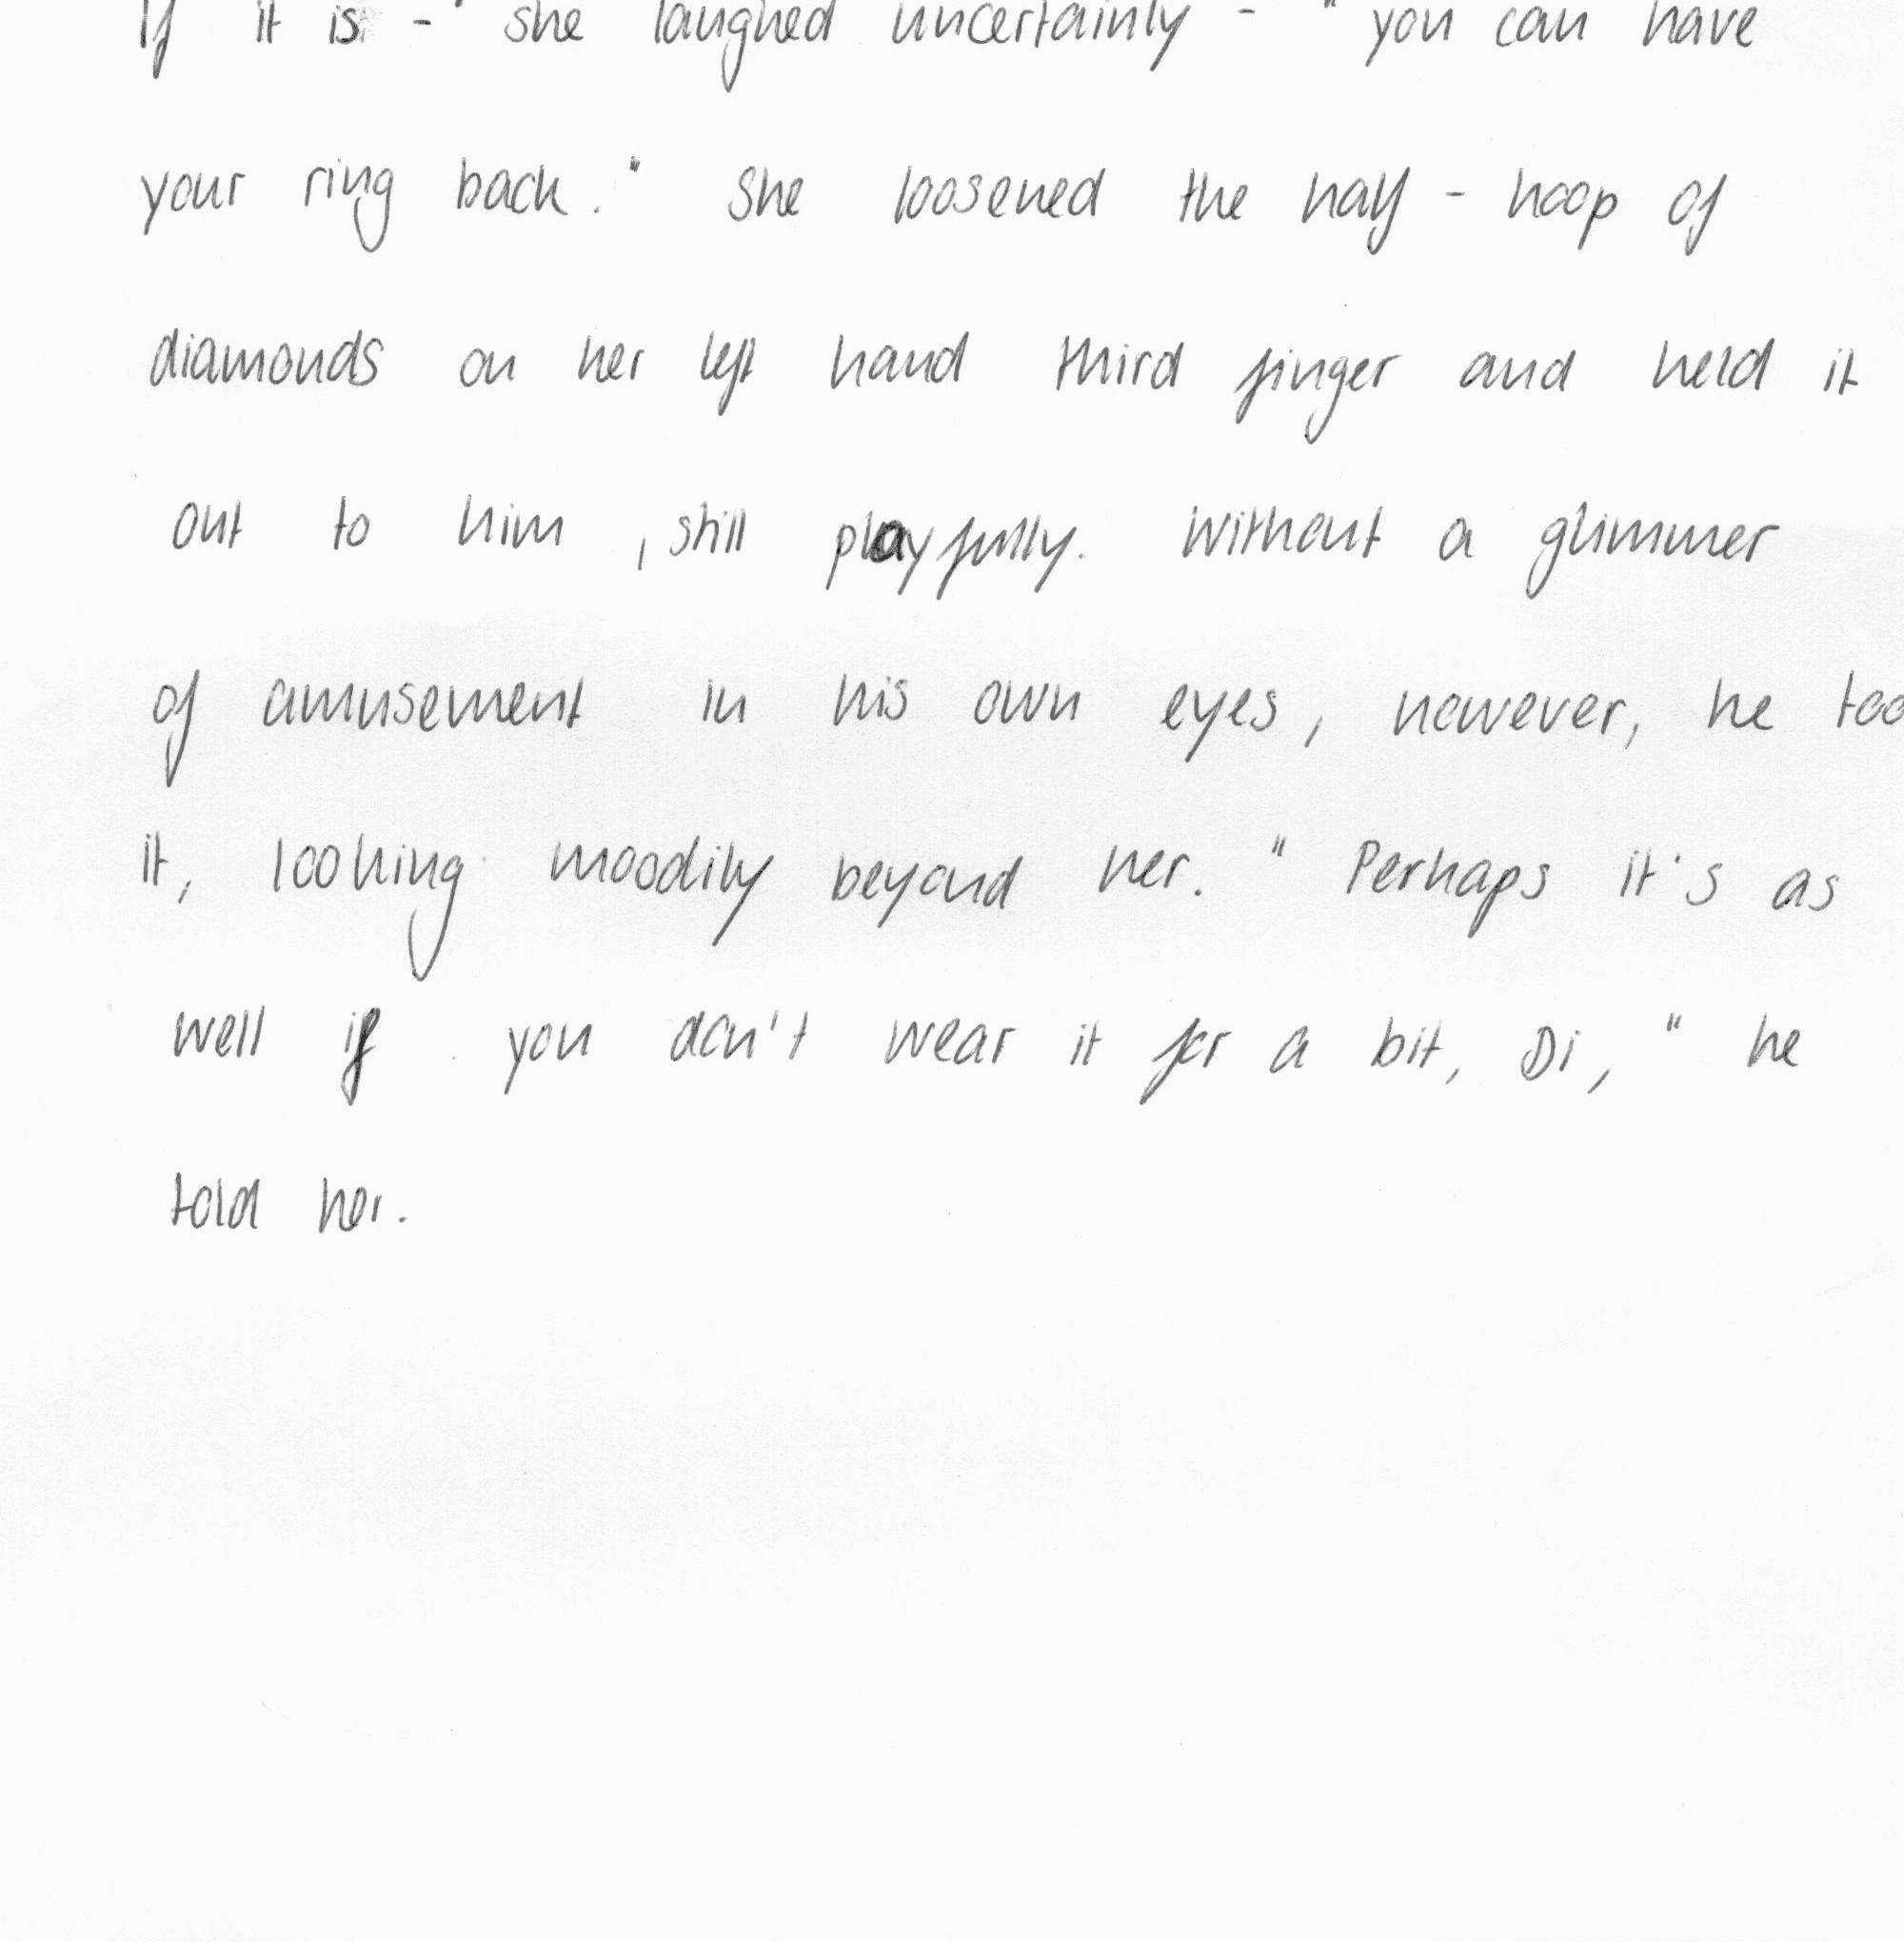 If it is - " she laughed uncertainly - " you can have
your ring back. " She loosened the half - hoop of
diamonds on her left hand third finger and held it
out to him , still playfully. Without a glimmer
of amusement in his own eyes , however, he too
it, looking moodily beyond her. " Perhaps it's as
well if you don't wear it for a bit, Di, " he
told her.